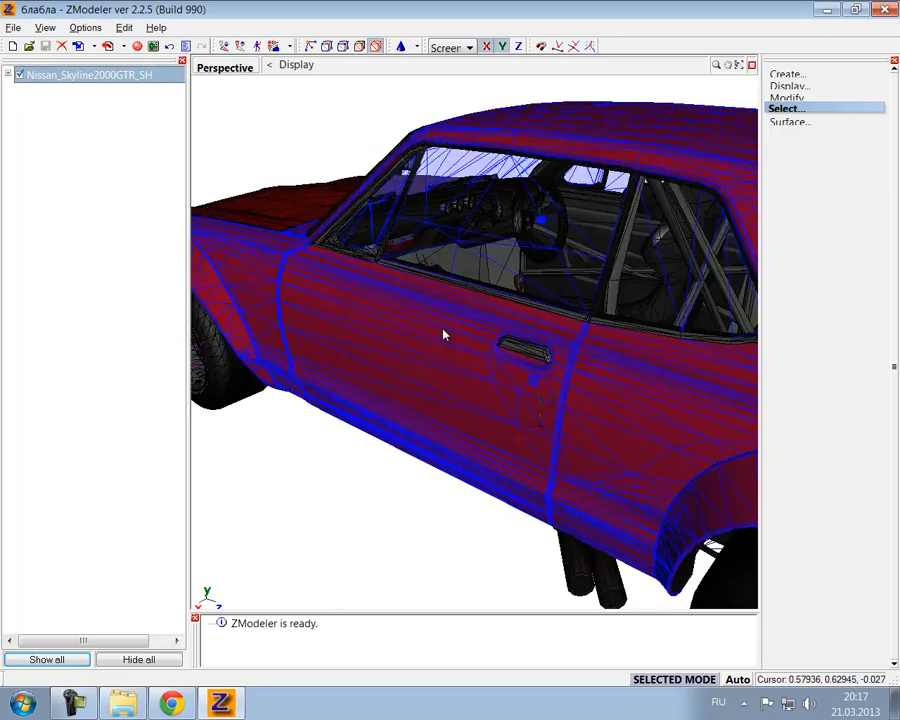 блабла - ZModeler ver 2.2.5 (Build 990)
File View Options Edit Help
Screen X Y Z
Nissan_Skyline2000GTR_SH
Perspective < Display
Create...
Display...
Modify...
Select...
Surface...
y
x z
ZModeler is ready.
Show all Hide all
SELECTED MODE Auto Cursor: 0.57936, 0.62945, -0.027
RU 20:17
21.03.2013